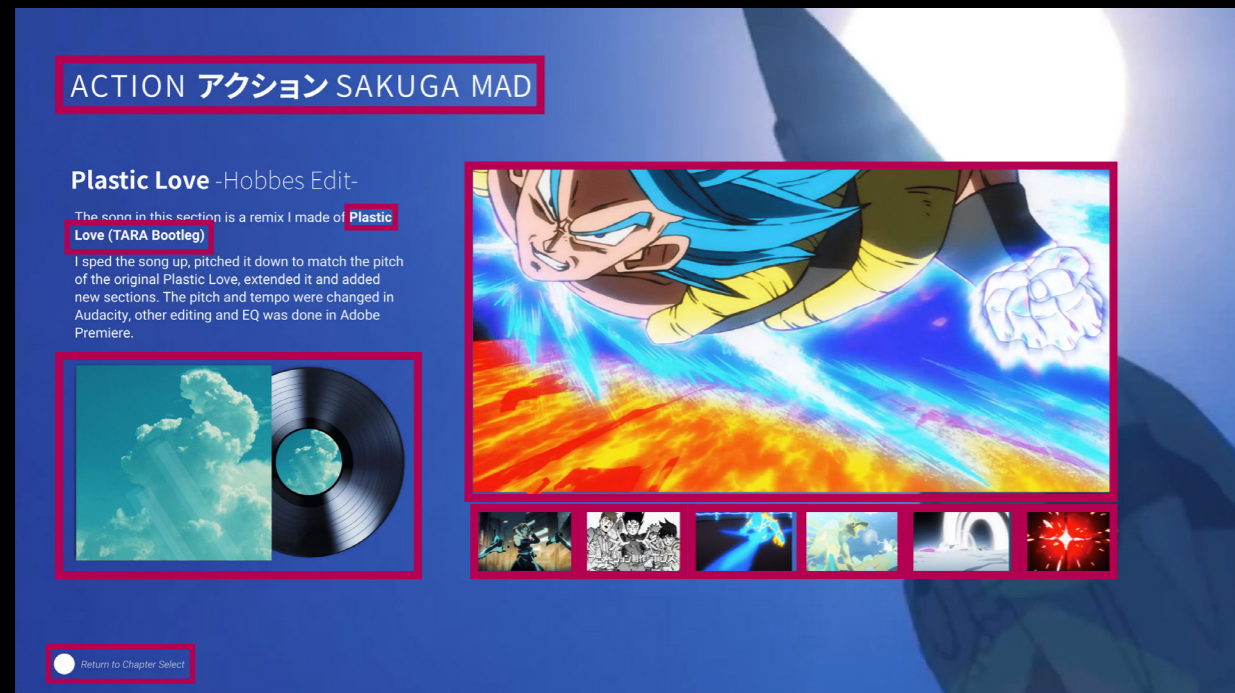 ACTION アクション SAKUGA MAD
Plastic Love -Hobbes Edit-
The song in this section is a remix I made of Plastic
Love (TARA Bootleg)
I sped the song up, pitched it down to match the pitch
of the original Plastic Love, extended it and added
new sections. The pitch and tempo were changed in
Audacity, other editing and EQ was done in Adobe
Premiere.
Return to Chapter Select